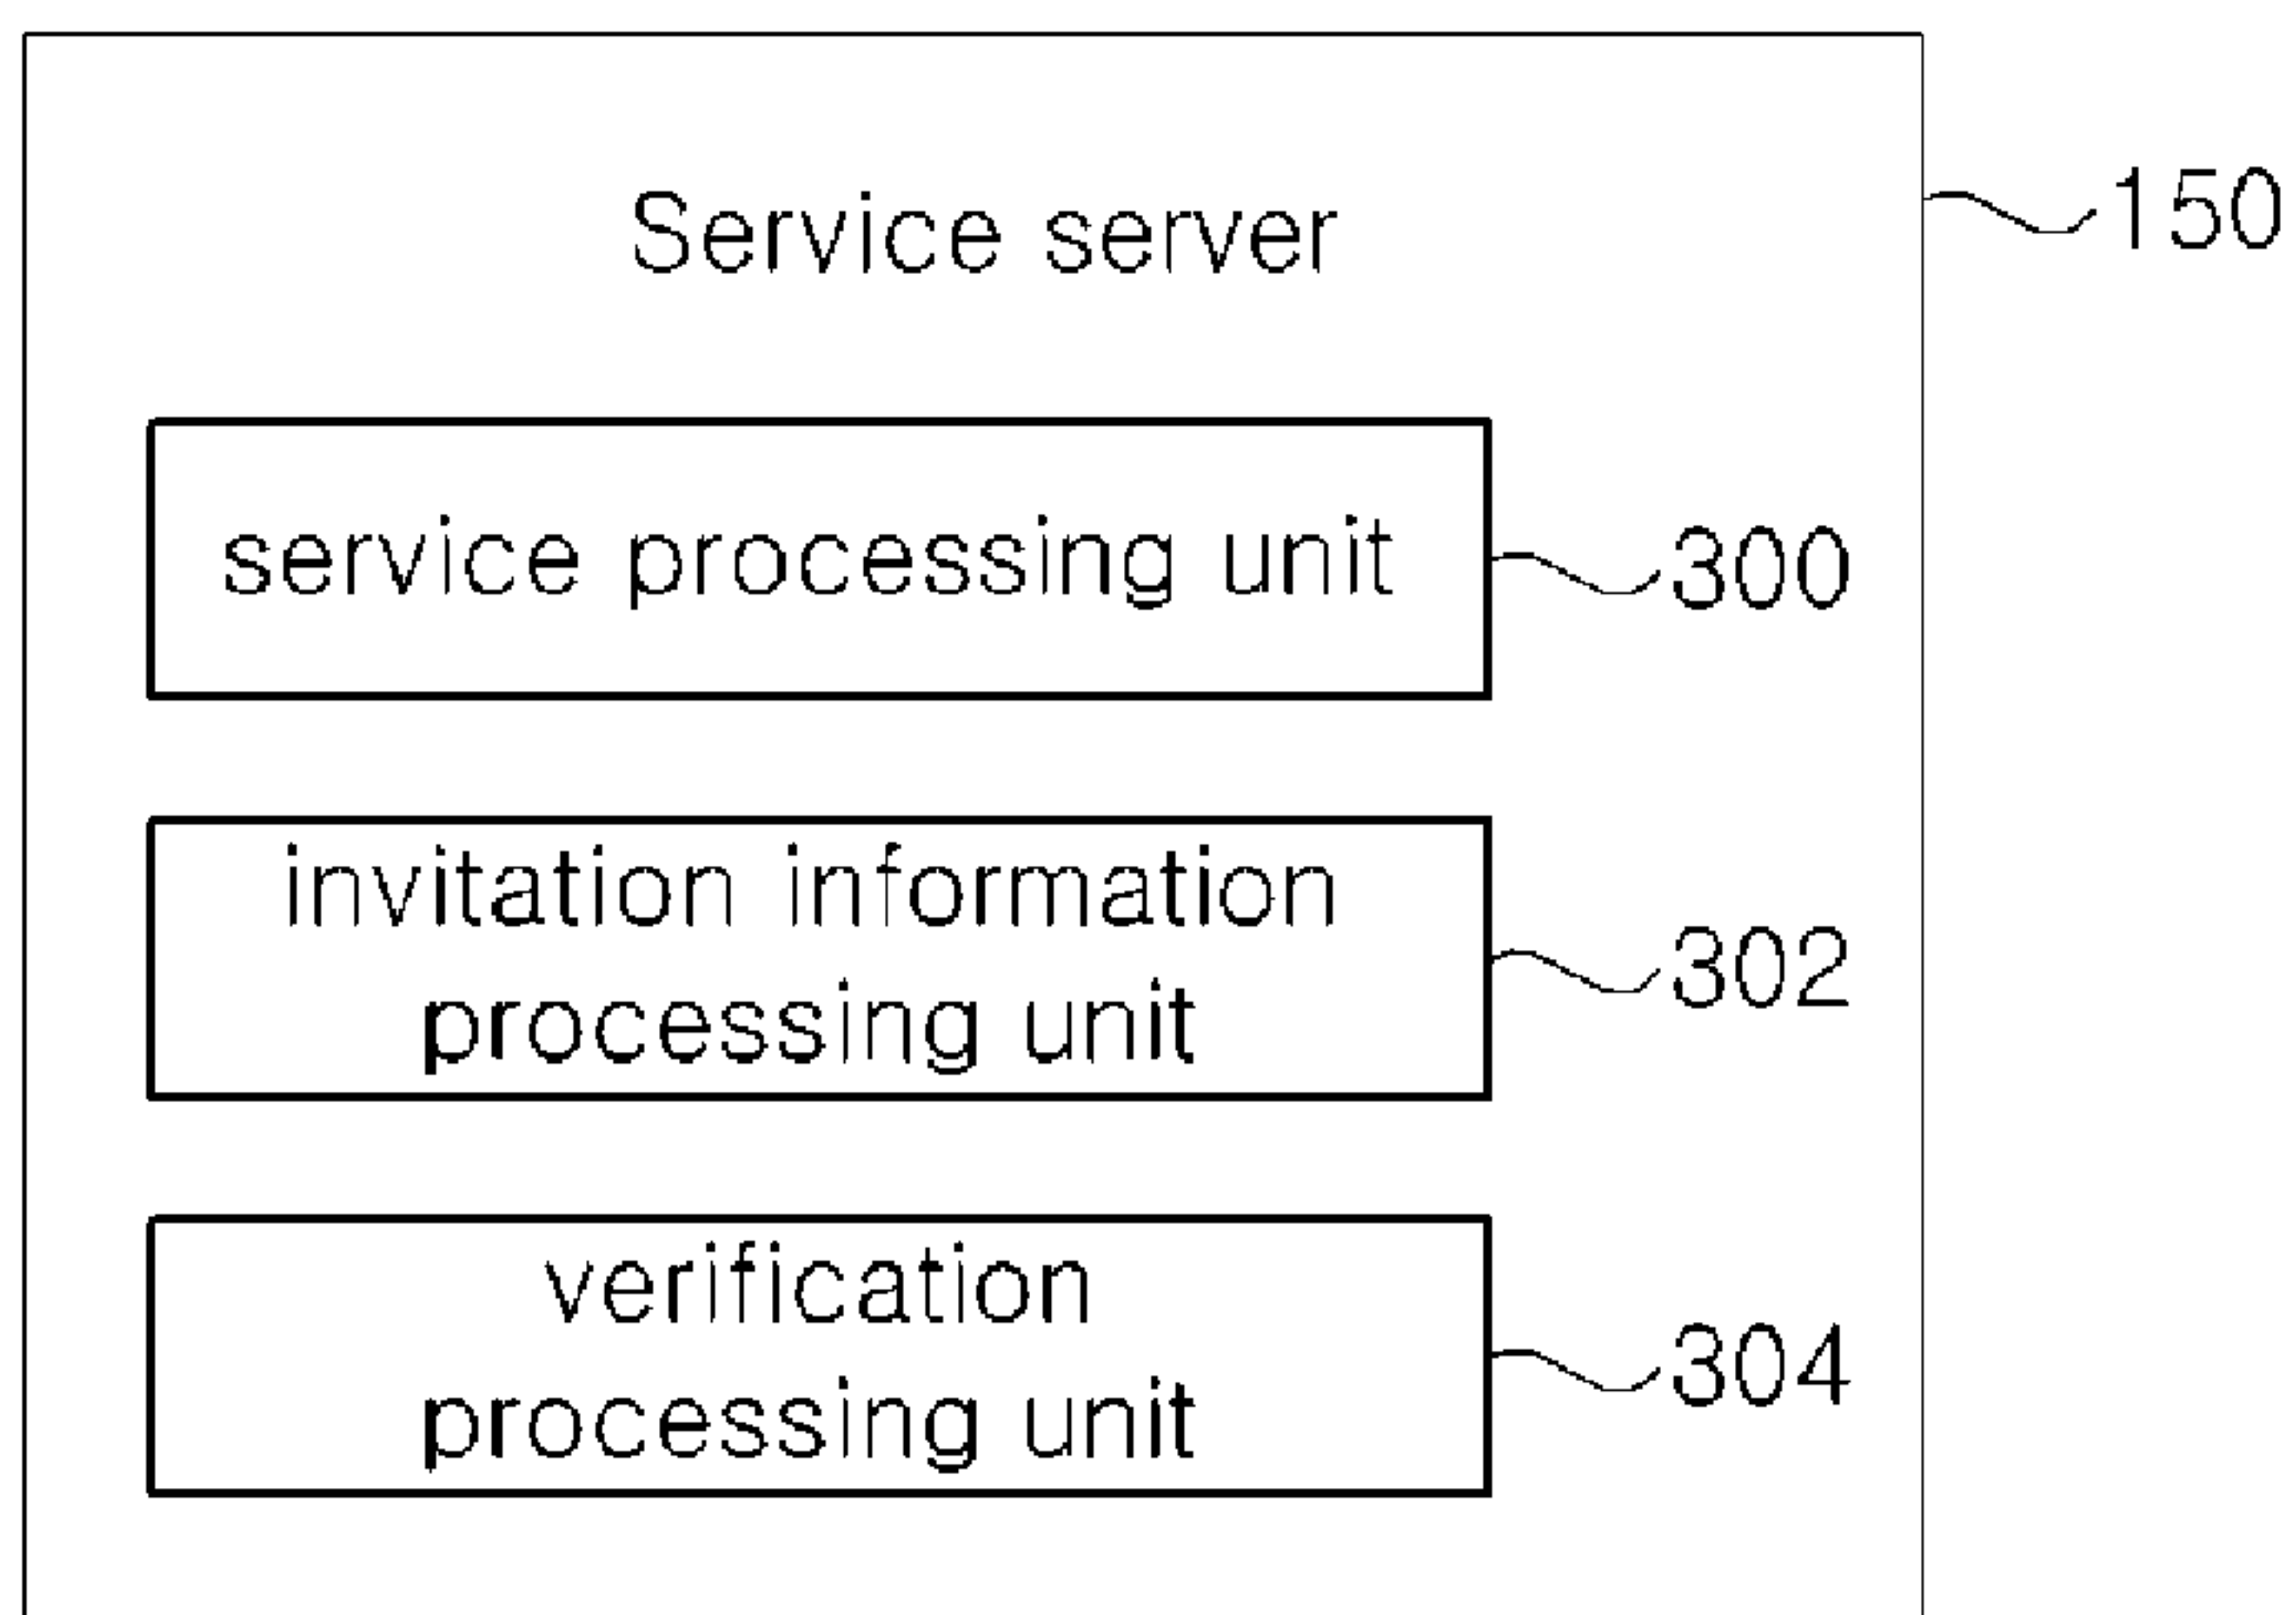 Service server
150
service processing unit
300
invitation information
processing unit
302
verification
processing unit
304